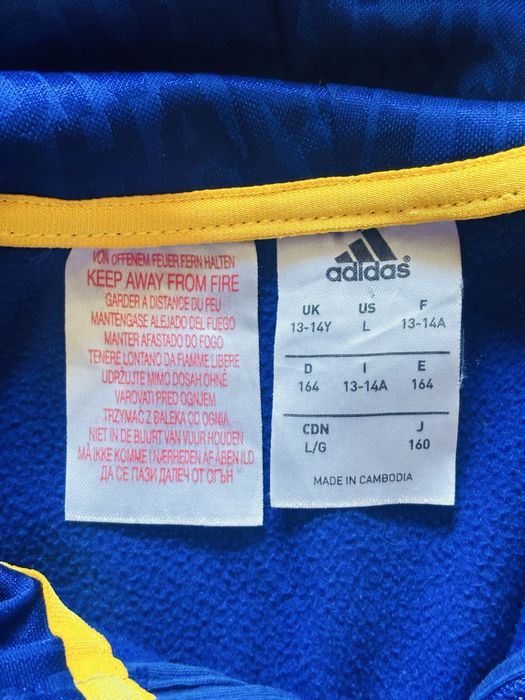 VON OFFENEM FEUER FERN HALTEN
KEEP AWAY FROM FIRE
GARDER A DISTANCE DU FEU
MANTENGASE ALEJADO DEL FUEGO
MANTER AFASTADO DO FOGO
TENERE LONTANO DA FIAMME LIBERE
UDRŽUJTE MIMO DOSAH OHNĚ
VAROVATI PRED OGNJEM
TRZYMAĆ Z DALEKA OD OGNIA
NIET IN DE BUURT VAN VUUR HOUDEN
MÅ IKKE KOMME I NÆRHEDEN AF ÅBEN ILD
ДА СЕ ПАЗИ ДАЛЕЧ ОТ ОГЪН
adidas
UK US F
13-14Y L 13-14A
D I E
164 13-14A 164
CDN J
L/G 160
MADE IN CAMBODIA